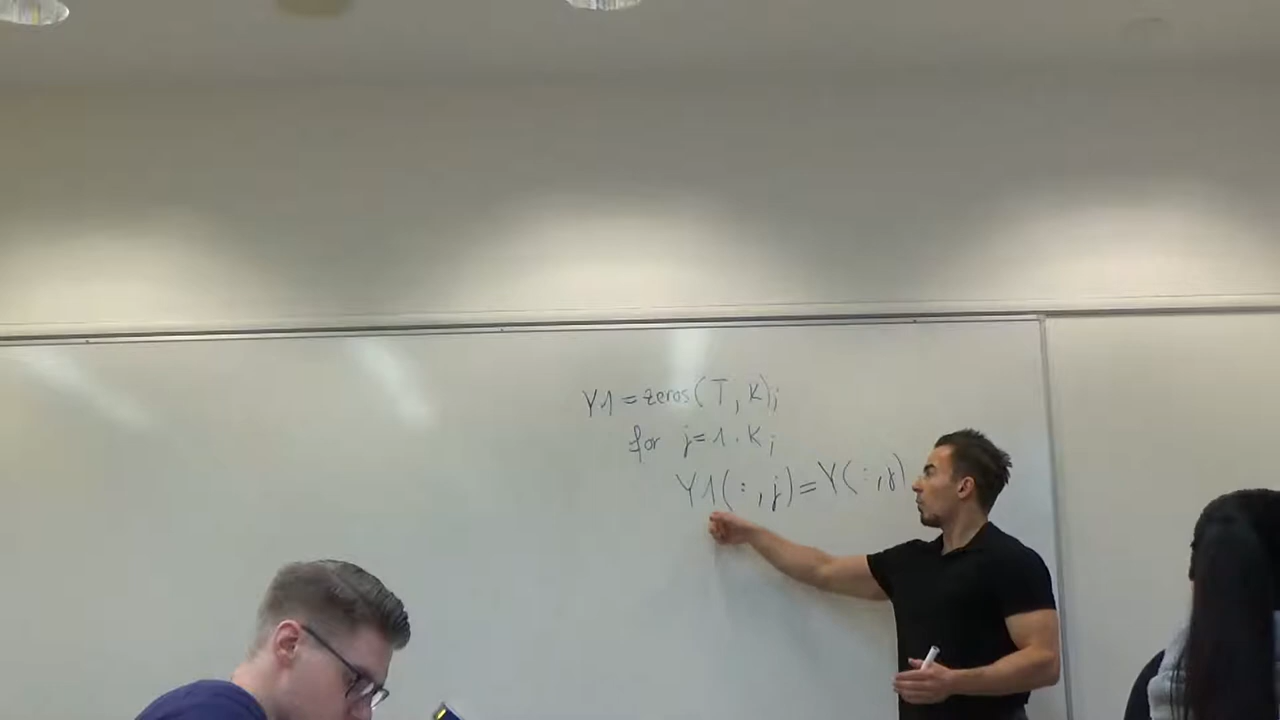 Y1 = zeros(T, K);
for j=1:K;
Y1(:,j)=Y(:,j)